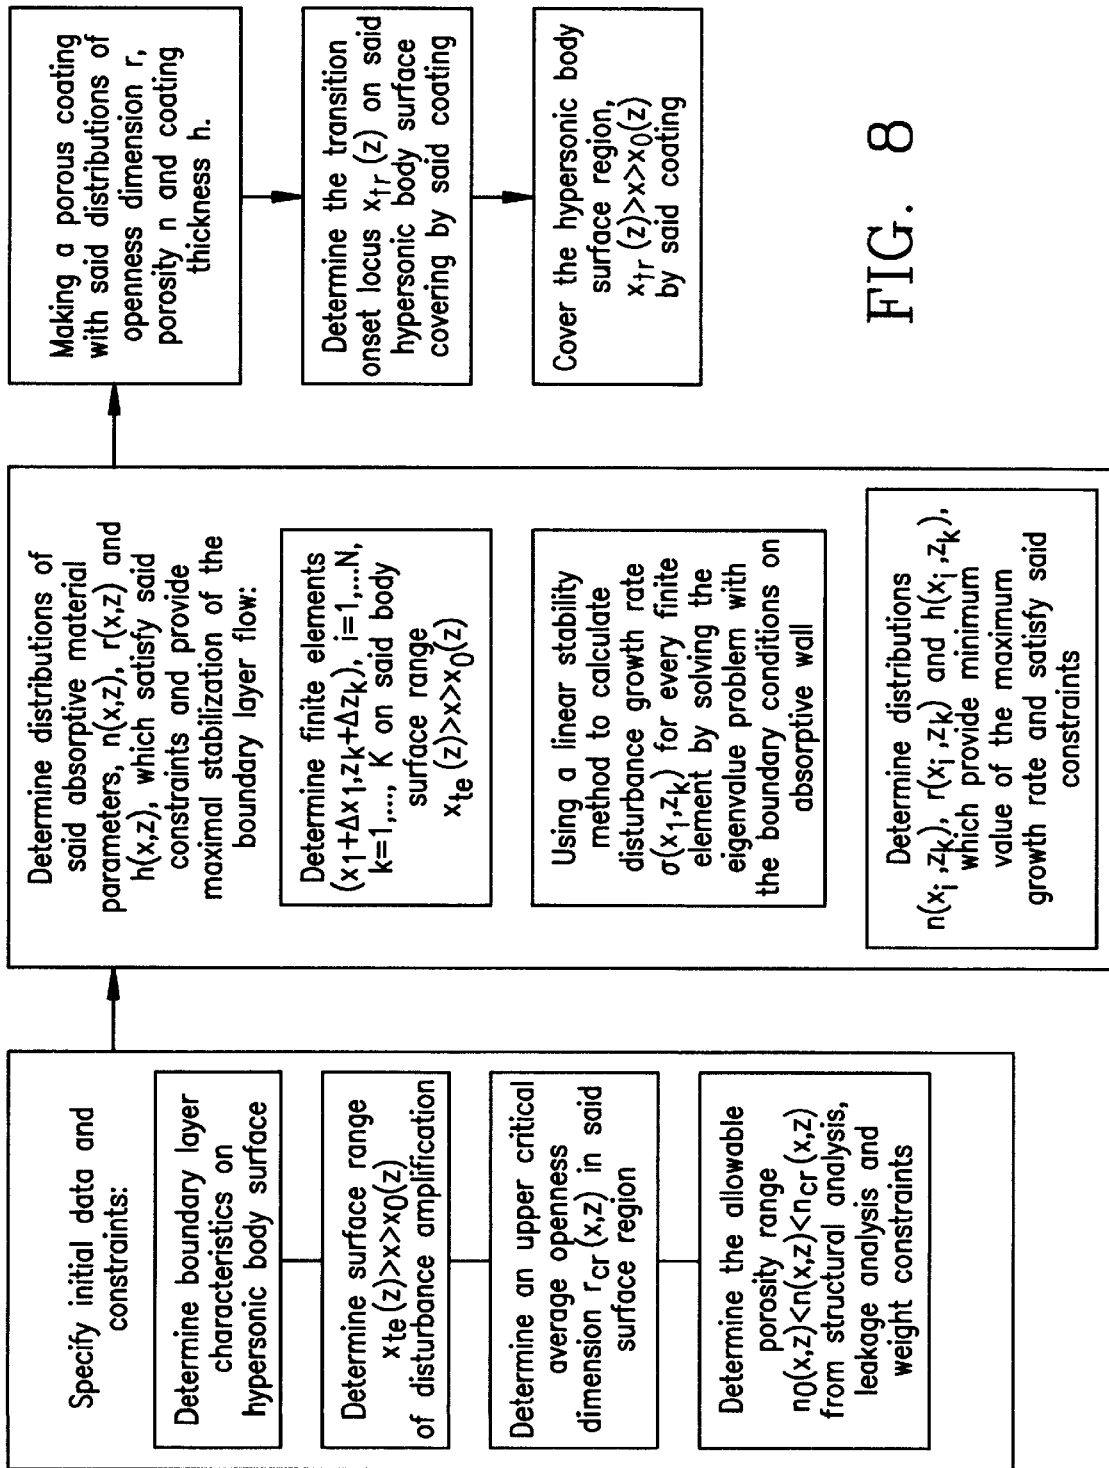 Specify initial data and
constraints:
Determine boundary layer
characteristics on
hypersonic body surface
Determine surface range
x_te(z)>x>x_0(z)
of disturbance amplification
Determine an upper critical
average openness
dimension r_cr(x,z) in said
surface region
Determine the allowable
porosity range
n_0(x,z)<n(x,z)<n_cr(x,z)
from structural analysis,
leakage analysis and
weight constraints
Determine distributions of
said absorptive material
parameters, n(x,z), r(x,z) and
h(x,z), which satisfy said
constraints and provide
maximal stabilization of the
boundary layer flow:
Determine finite elements
(x_1+Δx_1,z_k+Δz_k), i=1,...N,
k=1,..., K on said body
surface range
x_te(z)>x>x_0(z)
Using a linear stability
method to calculate
disturbance growth rate
σ(x_1,z_k) for every finite
element by solving the
eigenvalue problem with
the boundary conditions on
absorptive wall
Determine distributions
n(x_i,z_k), r(x_i,z_k) and h(x_i,z_k),
which provide minimum
value of the maximum
growth rate and satisfy said
constraints
Making a porous coating
with said distributions of
openness dimension r,
porosity n and coating
thickness h.
Determine the transition
onset locus x_tr(z) on said
hypersonic body surface
covering by said coating
Cover the hypersonic body
surface region,
x_tr(z)>x>x_0(z)
by said coating
FIG. 8